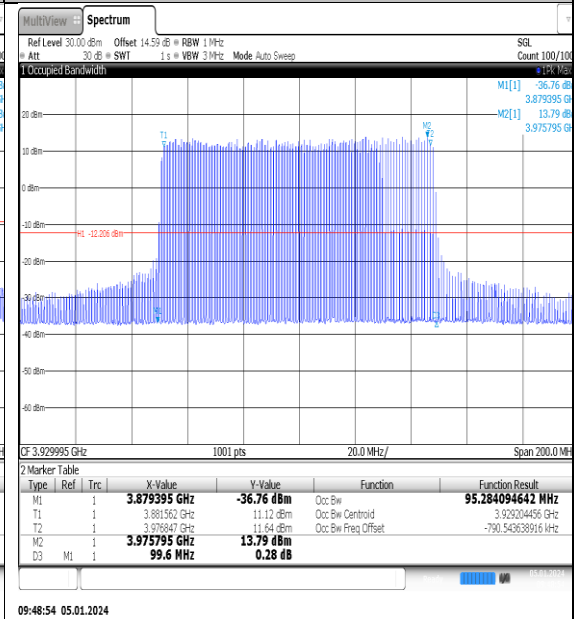 MultiView Spectrum
Ref Level 30.00 dBm Offset 14.59 dB RBW 1 MHz SGL
Att 30 dB SWT 1 s VBW 3 MHz Mode Auto Sweep Count 100/100
1 Occupied Bandwidth 1Pk Max
M1[1] -36.76 dB
3.879395 GH
M2[1] 13.79 dB
3.975795 GH
20 dBm
M2
T1
T2
10 dBm
0 dBm
-10 dBm
H1 -12.206 dBm
-20 dBm
-30 dBm
-40 dBm
-50 dBm
-60 dBm
CF 3.929995 GHz 1001 pts 20.0 MHz/ Span 200.0 MH
2 Marker Table
Type Ref Trc X-Value Y-Value Function Function Result
M1 1 3.879395 GHz -36.76 dBm Occ Bw 95.284094642 MHz
T1 1 3.881562 GHz 11.12 dBm Occ Bw Centroid 3.929204456 GHz
T2 1 3.976847 GHz 11.64 dBm Occ Bw Freq Offset -790.543638916 kHz
M2 1 3.975795 GHz 13.79 dBm
D3 M1 1 99.6 MHz 0.28 dB
05.01.2024
09:48:54 05.01.2024